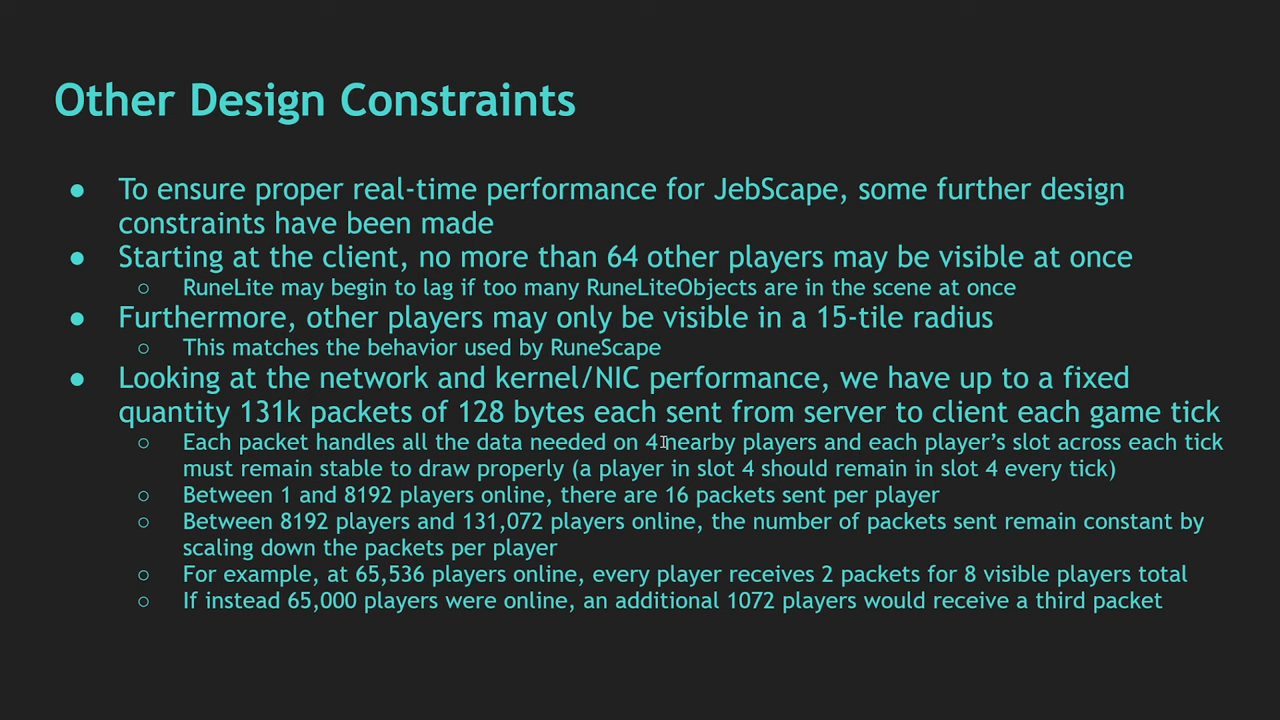 Other Design Constraints
● To ensure proper real-time performance for JebScape, some further design
constraints have been made
● Starting at the client, no more than 64 other players may be visible at once
○ RuneLite may begin to lag if too many RuneLiteObjects are in the scene at once
● Furthermore, other players may only be visible in a 15-tile radius
○ This matches the behavior used by RuneScape
● Looking at the network and kernel/NIC performance, we have up to a fixed
quantity 131k packets of 128 bytes each sent from server to client each game tick
○ Each packet handles all the data needed on 4 nearby players and each player's slot across each tick
must remain stable to draw properly (a player in slot 4 should remain in slot 4 every tick)
○ Between 1 and 8192 players online, there are 16 packets sent per player
○ Between 8192 players and 131,072 players online, the number of packets sent remain constant by
scaling down the packets per player
○ For example, at 65,536 players online, every player receives 2 packets for 8 visible players total
○ If instead 65,000 players were online, an additional 1072 players would receive a third packet